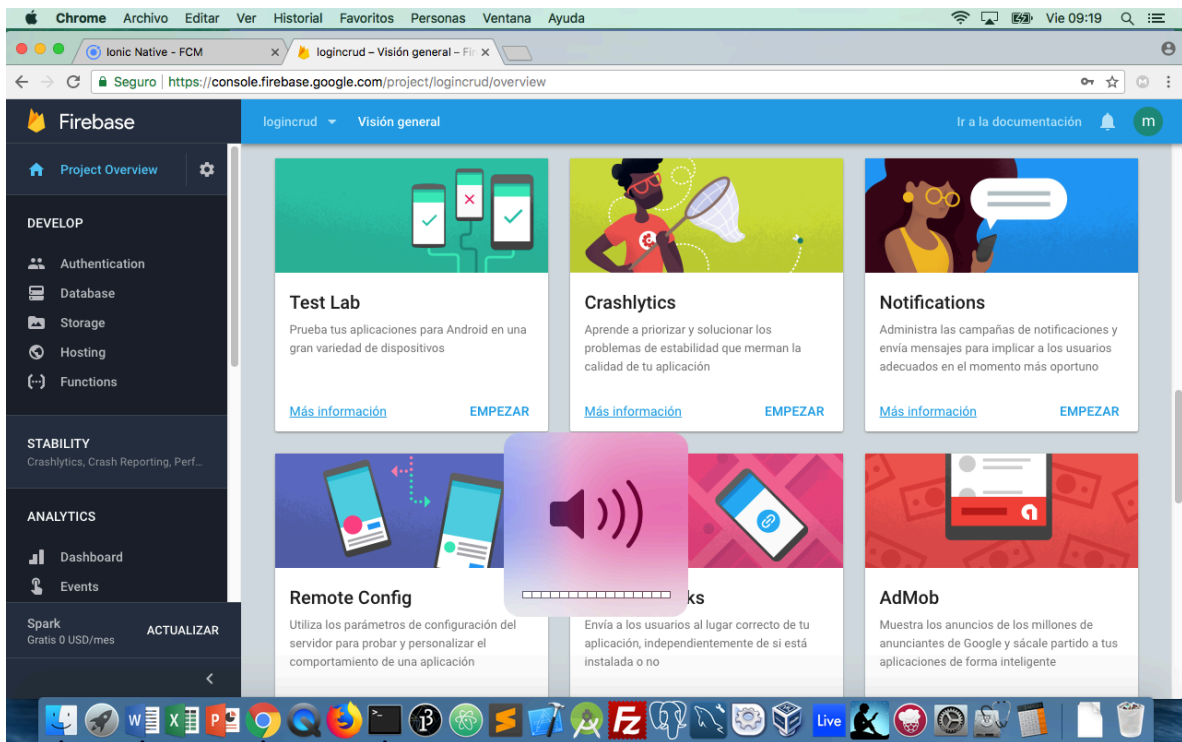 Chrome Archivo Editar Ver Historial Favoritos Personas Ventana Ayuda Vie 09:19
Ionic Native - FCM logincrud – Visión general – Fir
Seguro https://console.firebase.google.com/project/logincrud/overview
Firebase logincrud Visión general Ir a la documentación m
Project Overview
DEVELOP
Authentication
Database
Storage
Hosting
Functions
STABILITY
Crashlytics, Crash Reporting, Perf...
ANALYTICS
Dashboard
Events
Spark
Gratis 0 USD/mes
ACTUALIZAR
Test Lab
Prueba tus aplicaciones para Android en una
gran variedad de dispositivos
Más información EMPEZAR
Crashlytics
Aprende a priorizar y solucionar los
problemas de estabilidad que merman la
calidad de tu aplicación
Más información EMPEZAR
Notifications
Administra las campañas de notificaciones y
envía mensajes para implicar a los usuarios
adecuados en el momento más oportuno
Más información EMPEZAR
Remote Config
Utiliza los parámetros de configuración del
servidor para probar y personalizar el
comportamiento de una aplicación
ks
Envía a los usuarios al lugar correcto de tu
aplicación, independientemente de si está
instalada o no
AdMob
Muestra los anuncios de los millones de
anunciantes de Google y sácale partido a tus
aplicaciones de forma inteligente
Live